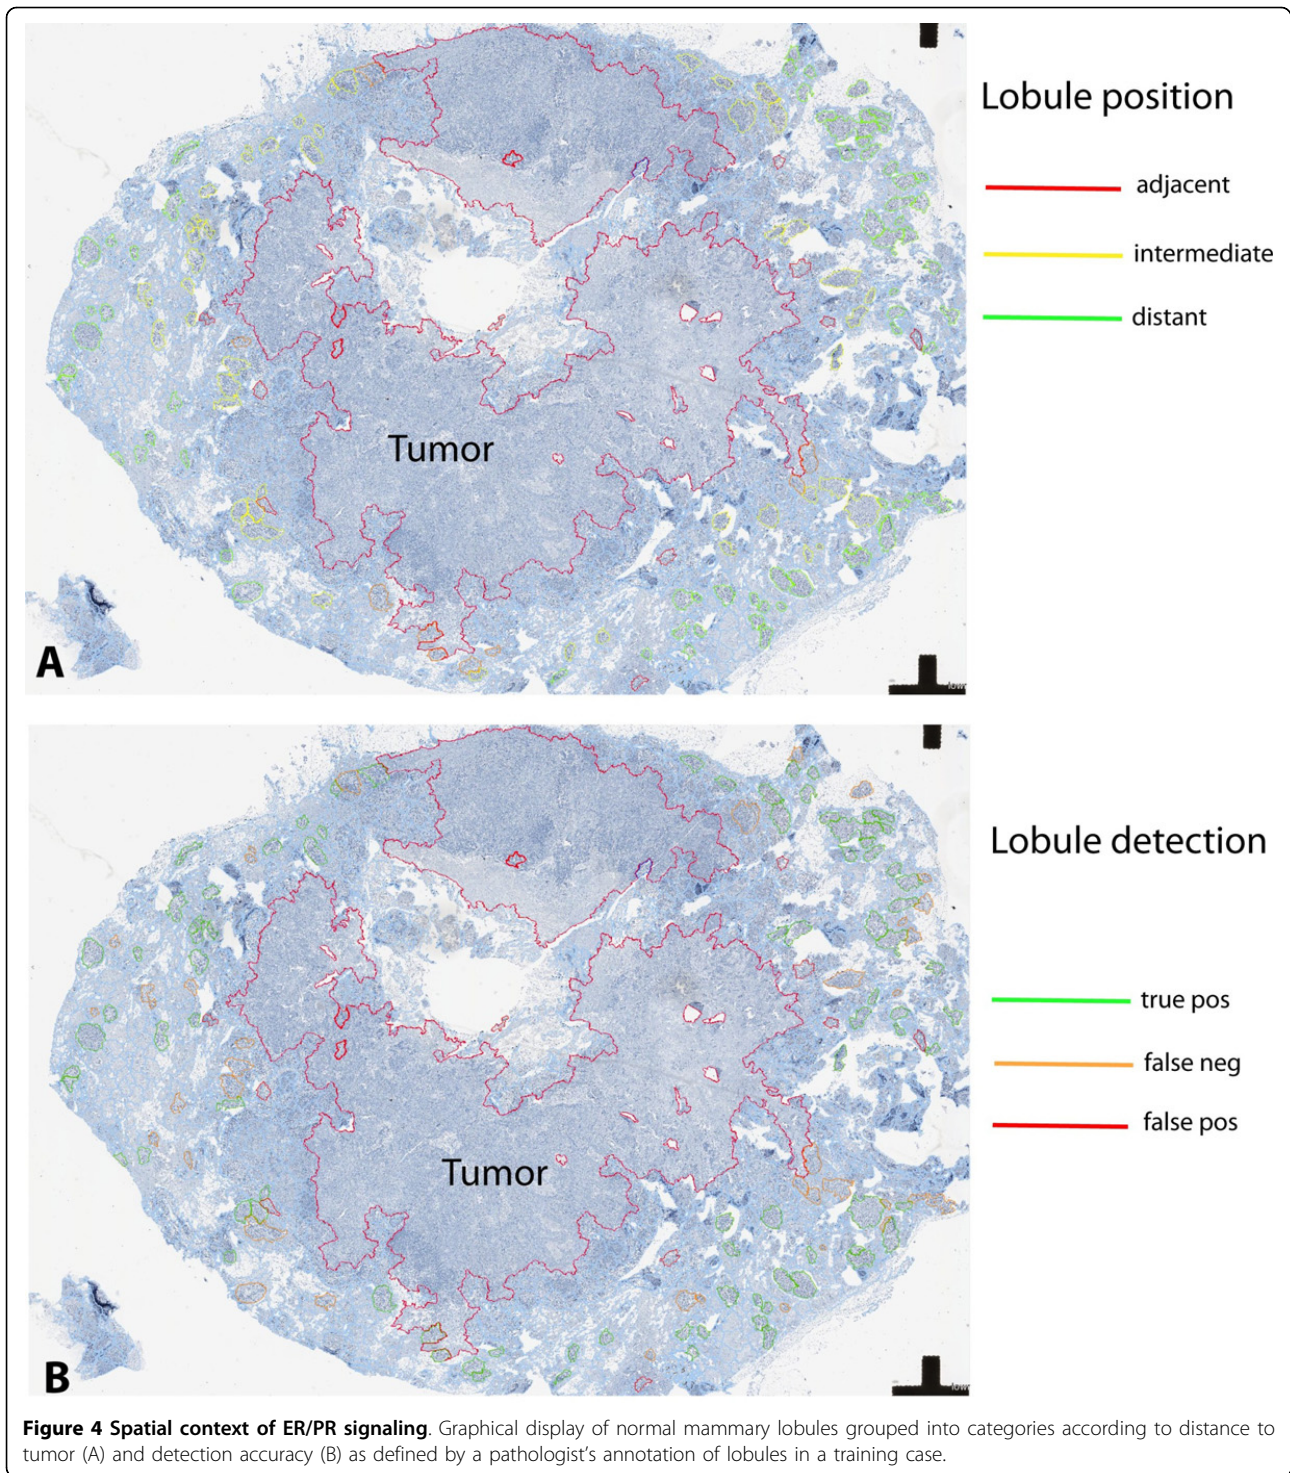 Lobule position
adjacent
intermediate
distant
Tumor
A
Lobule detection
true pos
false neg
false pos
Tumor
B
Figure 4 Spatial context of ER/PR signaling. Graphical display of normal mammary lobules grouped into categories according to distance to
tumor (A) and detection accuracy (B) as defined by a pathologist's annotation of lobules in a training case.